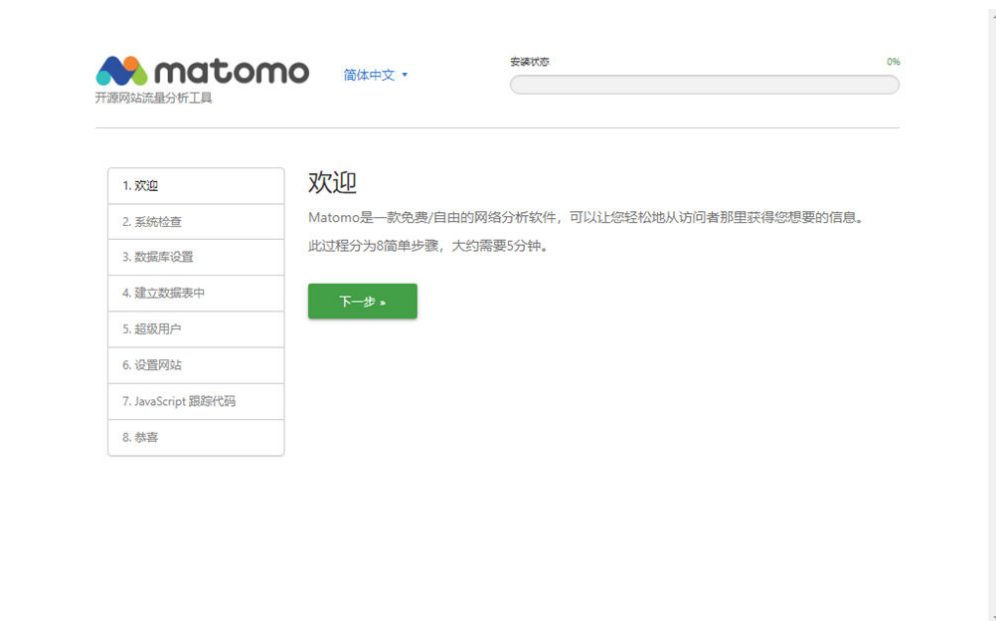 matomo
开源网站流量分析工具
简体中文
安装状态
0%
1. 欢迎
2. 系统检查
3. 数据库设置
4. 建立数据表中
5. 超级用户
6. 设置网站
7. JavaScript 跟踪代码
8. 恭喜
欢迎
Matomo是一款免费/自由的网络分析软件，可以让您轻松地从访问者那里获得您想要的信息。
此过程分为8简单步骤，大约需要5分钟。
下一步 »